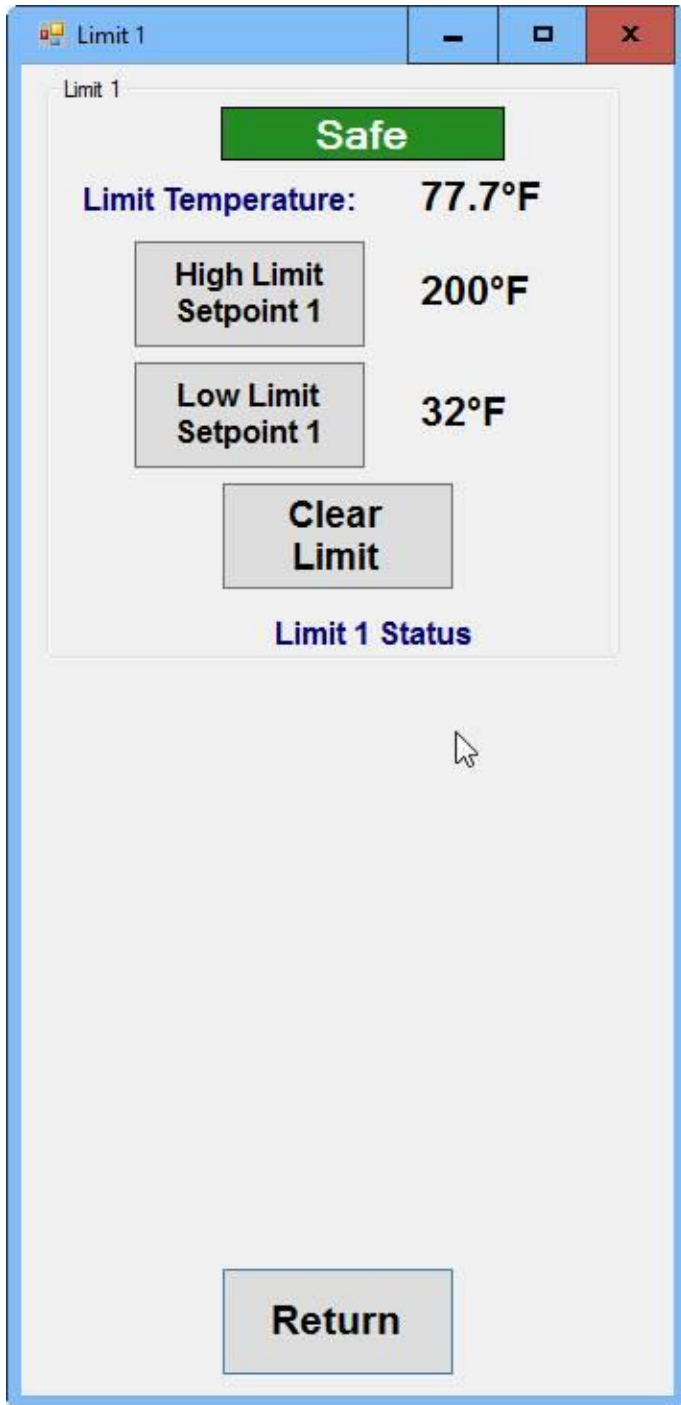 Limit 1
Limit 1
Safe
Limit Temperature: 77.7°F
High Limit
Setpoint 1
200°F
Low Limit
Setpoint 1
32°F
Clear
Limit
Limit 1 Status
Return